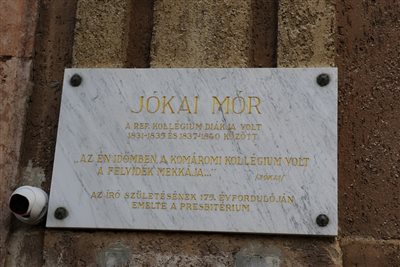 JÓKAI MÓR
A REF. KOLLÉGIUM DIÁKJA VOLT
1831-1835 ÉS 1837-1840 KÖZÖTT
„AZ ÉN IDŐMBEN, A KOMÁROMI KOLLÉGIUM VOLT
A FELVIDÉK MEKKÁJA..."
/JÓKAI/
AZ ÍRÓ SZÜLETÉSÉNEK 175. ÉVFORDULÓJÁN
EMELTE A PRESBITÉRIUM